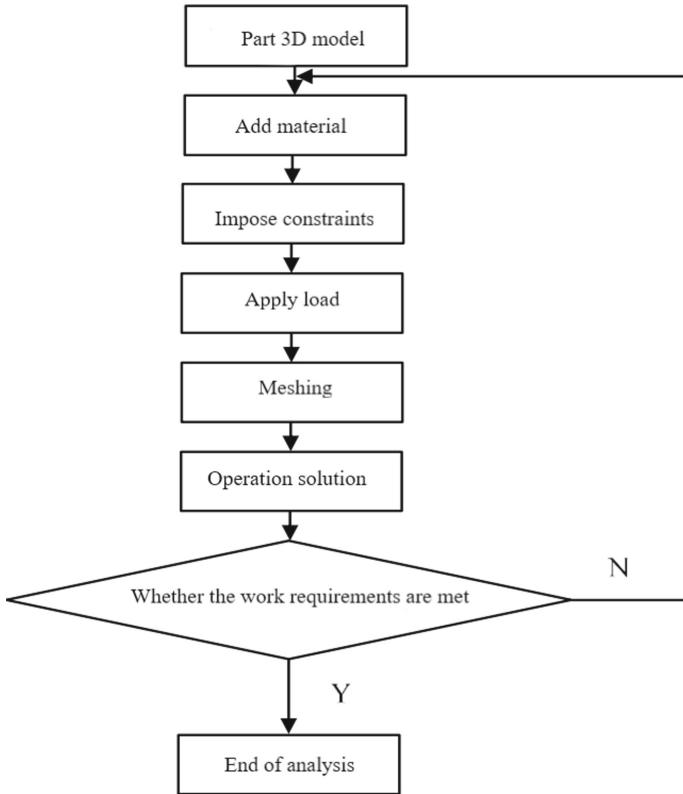 Part 3D model
Add material
Impose constraints
Apply load
Meshing
Operation solution
Whether the work requirements are met
N
Y
End of analysis